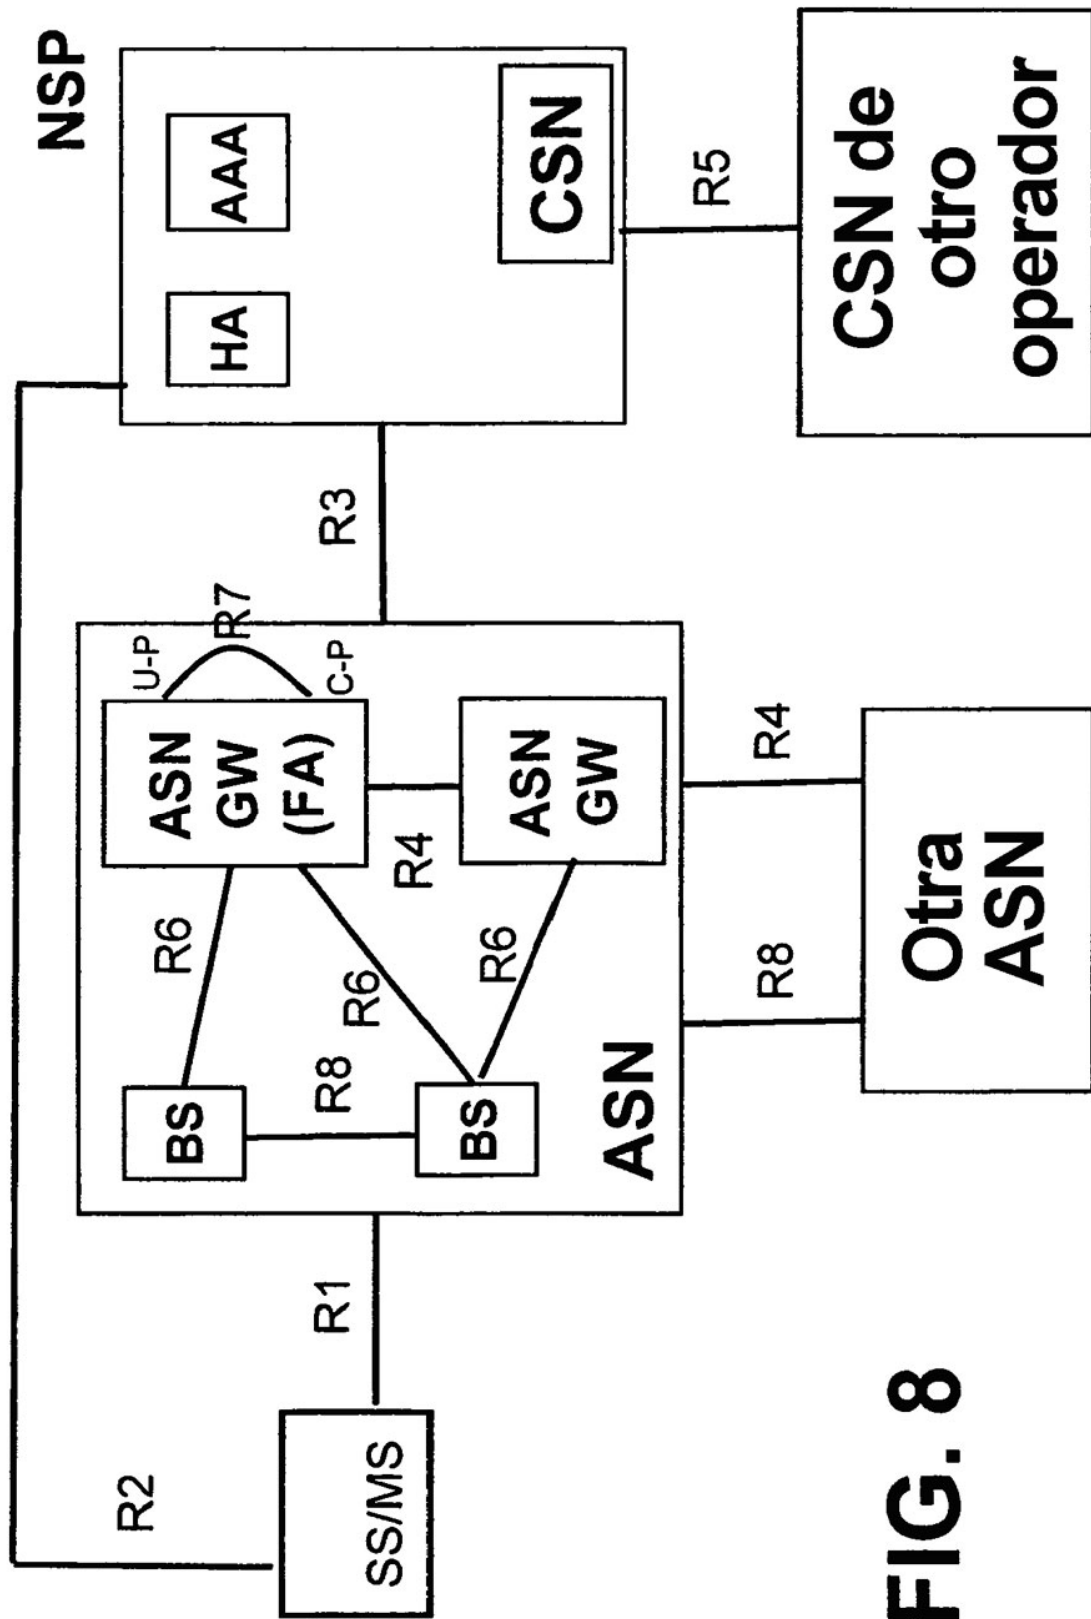 NSP
HA
AAA
CSN
R2
R3
R5
CSN de
otro
operador
U-P
R7
C-P
ASN
GW
(FA)
R6
BS
R8
R6
R4
R6
ASN
GW
BS
ASN
R1
SS/MS
R8
R4
Otra
ASN
FIG. 8